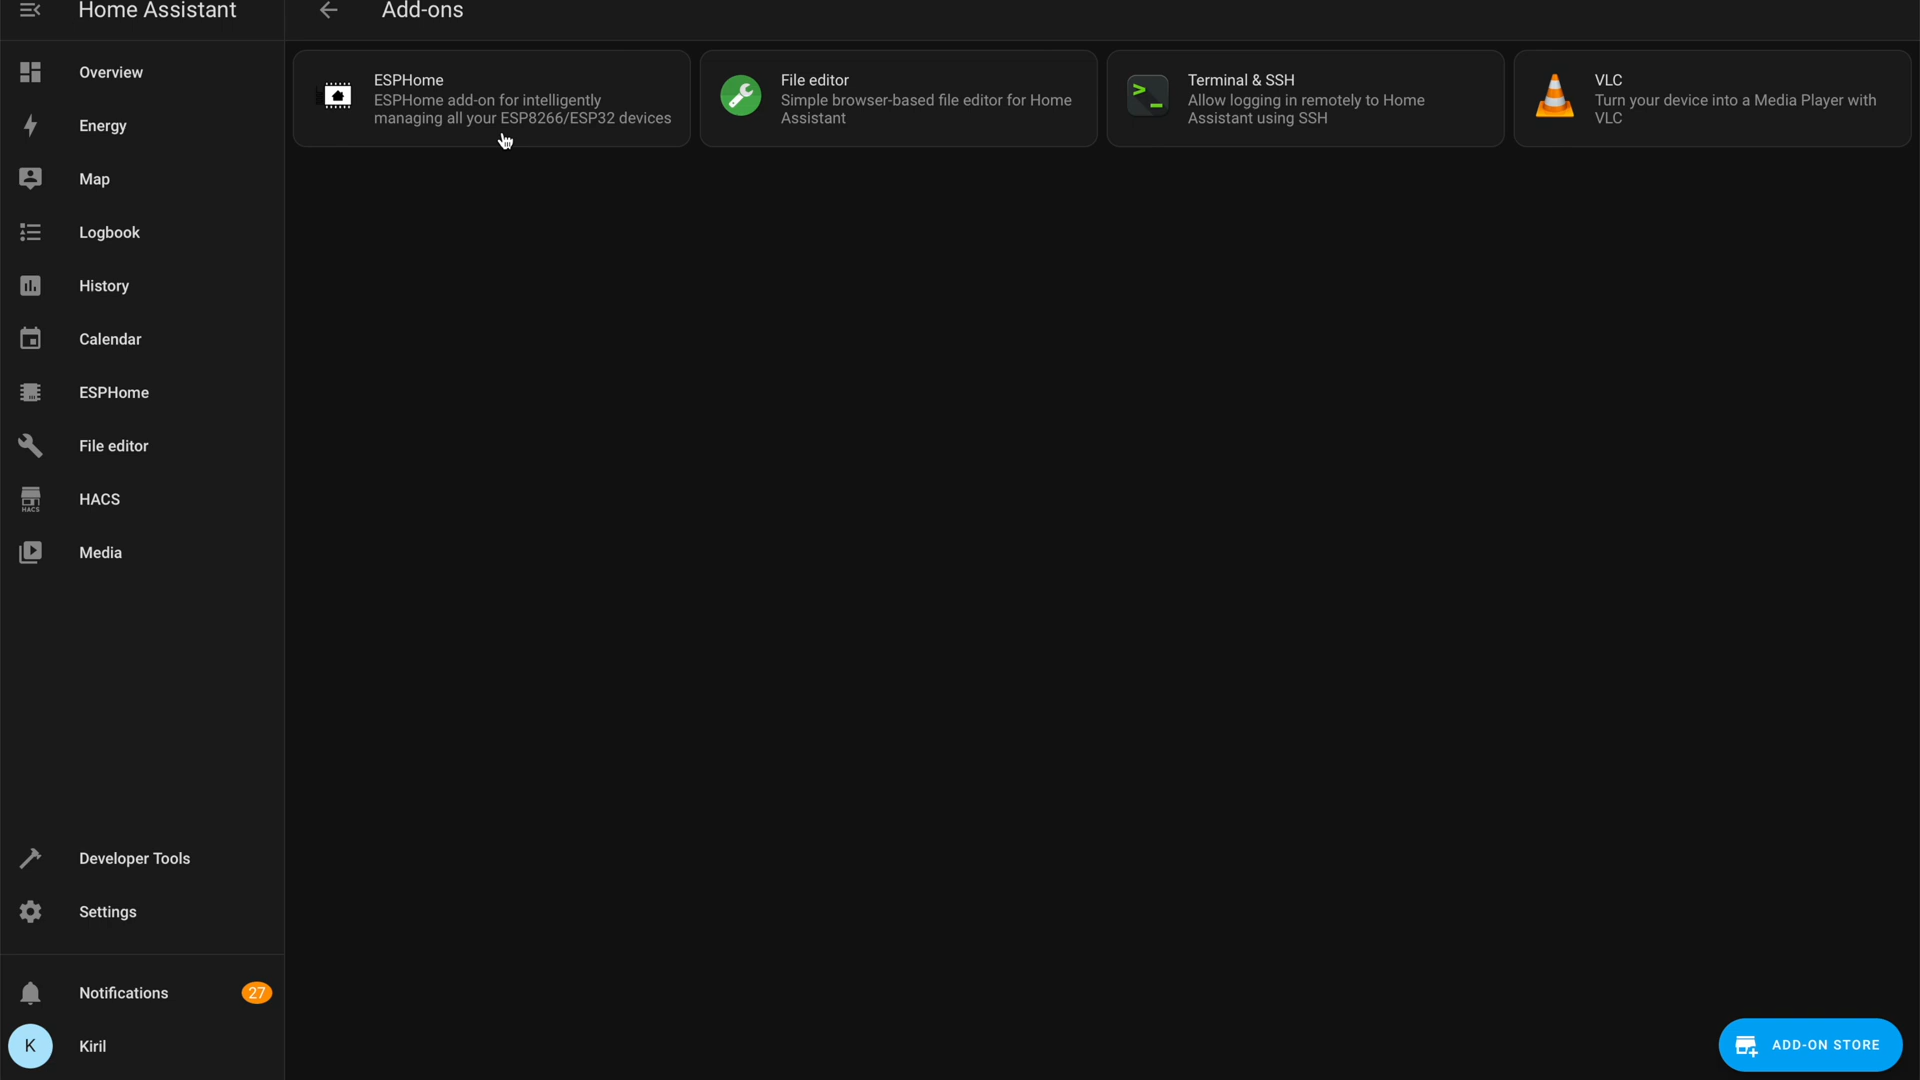 Home Assistant
Overview
Energy
Map
Logbook
History
Calendar
ESPHome
File editor
HACS
HACS
Media
Developer Tools
Settings
Notifications
27
K
Kiril
Add-ons
ESPHome
ESPHome add-on for intelligently
managing all your ESP8266/ESP32 devices
File editor
Simple browser-based file editor for Home
Assistant
>_
Terminal & SSH
Allow logging in remotely to Home
Assistant using SSH
VLC
Turn your device into a Media Player with
VLC
ADD-ON STORE